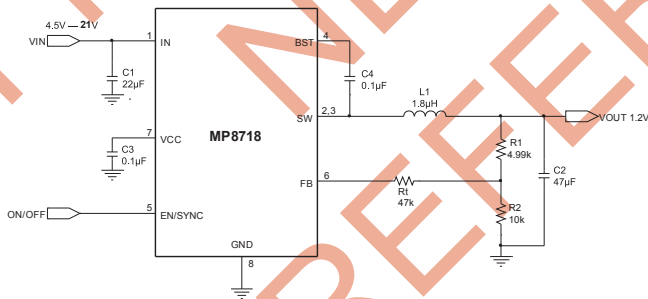 4.5V — 21V
VIN
1
IN
C1
22µF
BST
4
C4
0.1µF
L1
1.8µH
SW
2,3
VOUT 1.2V
7
VCC
C3
0.1µF
MP8718
R1
4.99k
C2
47µF
FB
6
Rt
47k
R2
10k
ON/OFF
5
EN/SYNC
GND
8
REFER